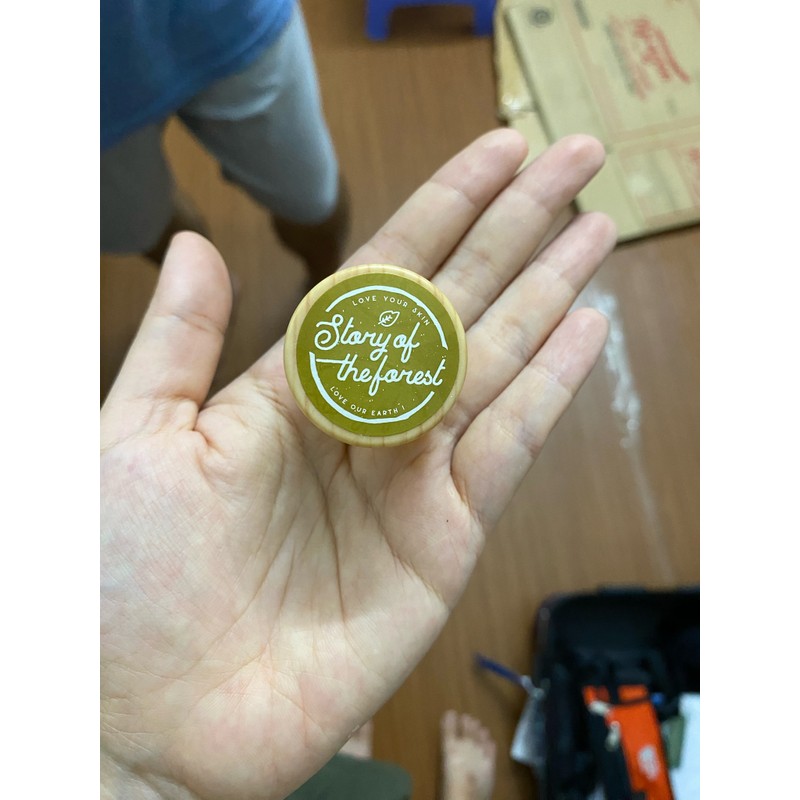 LOVE YOUR SKIN
Story of
the forest
LOVE OUR EARTH !